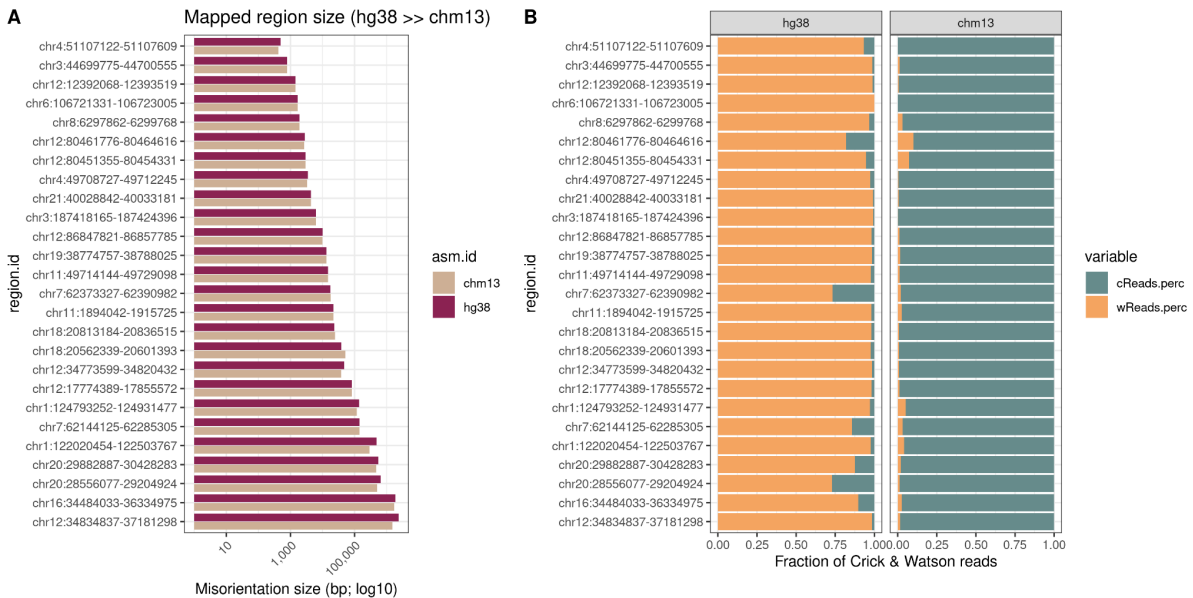 A
Mapped region size (hg38 >> chm13)
region.id
chr4:51107122-51107609
chr3:44699775-44700555
chr12:12392068-12393519
chr6:106721331-106723005
chr8:6297862-6299768
chr12:80461776-80464616
chr12:80451355-80454331
chr4:49708727-49712245
chr21:40028842-40033181
chr3:187418165-187424396
chr12:86847821-86857785
chr19:38774757-38788025
chr11:49714144-49729098
chr7:62373327-62390982
chr11:1894042-1915725
chr18:20813184-20836515
chr18:20562339-20601393
chr12:34773599-34820432
chr12:17774389-17855572
chr1:124793252-124931477
chr7:62144125-62285305
chr1:122020454-122503767
chr20:29882887-30428283
chr20:28556077-29204924
chr16:34484033-36334975
chr12:34834837-37181298
10
1,000
100,000
Misorientation size (bp; log10)
asm.id
chm13
hg38
B
hg38
chm13
region.id
chr4:51107122-51107609
chr3:44699775-44700555
chr12:12392068-12393519
chr6:106721331-106723005
chr8:6297862-6299768
chr12:80461776-80464616
chr12:80451355-80454331
chr4:49708727-49712245
chr21:40028842-40033181
chr3:187418165-187424396
chr12:86847821-86857785
chr19:38774757-38788025
chr11:49714144-49729098
chr7:62373327-62390982
chr11:1894042-1915725
chr18:20813184-20836515
chr18:20562339-20601393
chr12:34773599-34820432
chr12:17774389-17855572
chr1:124793252-124931477
chr7:62144125-62285305
chr1:122020454-122503767
chr20:29882887-30428283
chr20:28556077-29204924
chr16:34484033-36334975
chr12:34834837-37181298
0.00 0.25 0.50 0.75 1.00 0.00 0.25 0.50 0.75 1.00
Fraction of Crick & Watson reads
variable
cReads.perc
wReads.perc